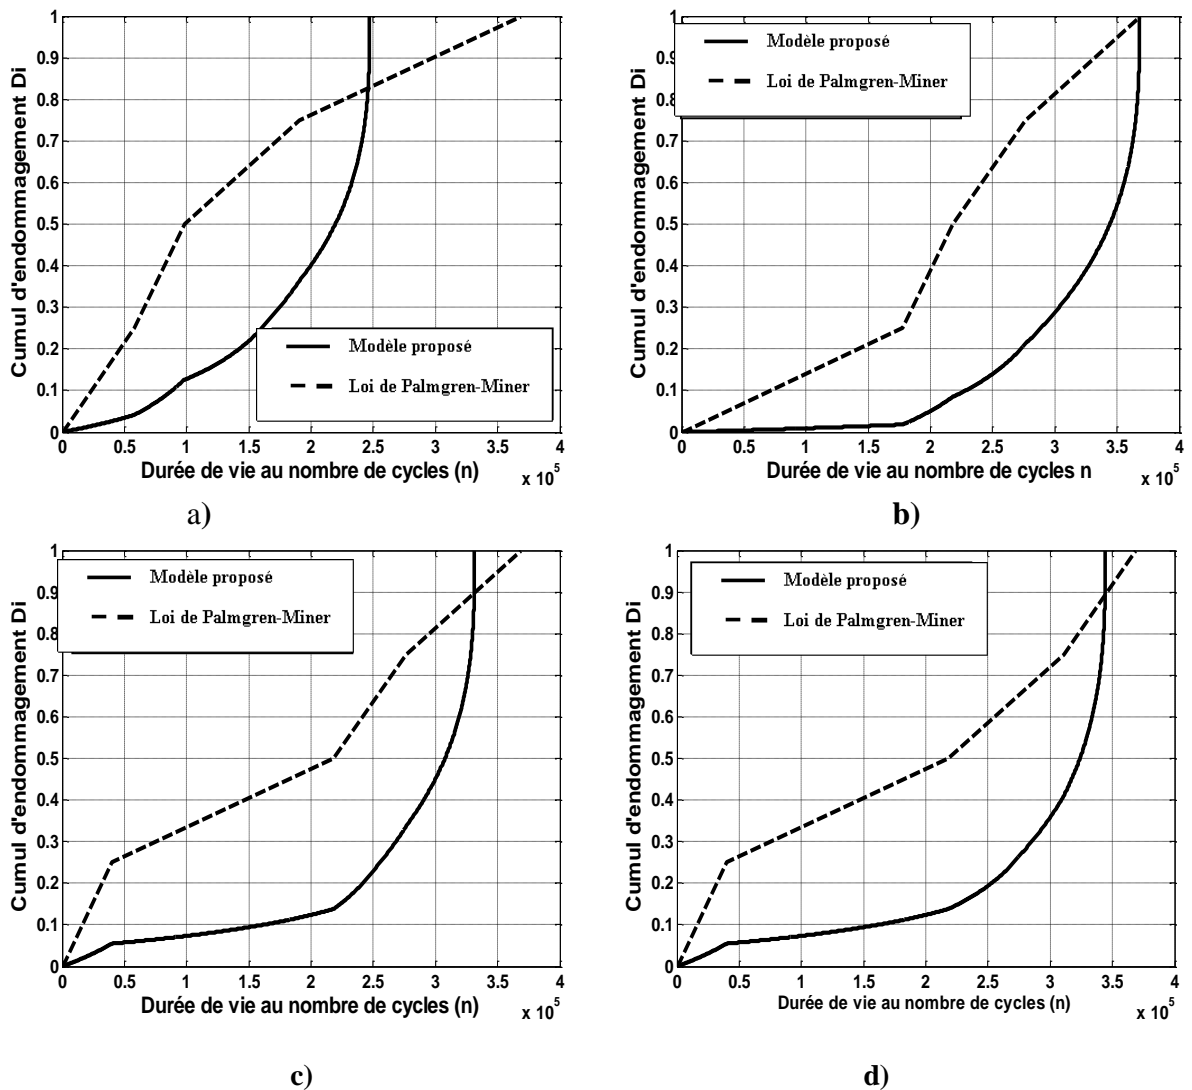 1
0.9
0.8
0.7
0.6
0.5
0.4
0.3
0.2
0.1
0
Cumul d'endommagement Di
Modèle proposé
Loi de Palmgren-Miner
0 0.5 1 1.5 2 2.5 3 3.5 4
Durée de vie au nombre de cycles (n)
x 10^5
a)
1
0.9
0.8
0.7
0.6
0.5
0.4
0.3
0.2
0.1
0
Cumul d'endommagement Di
Modèle proposé
Loi de Palmgren-Miner
0 0.5 1 1.5 2 2.5 3 3.5 4
Durée de vie au nombre de cycles n
x 10^5
b)
1
0.9
0.8
0.7
0.6
0.5
0.4
0.3
0.2
0.1
0
Cumul d'endommagement Di
Modèle proposé
Loi de Palmgren-Miner
0 0.5 1 1.5 2 2.5 3 3.5 4
Durée de vie au nombre de cycles (n)
x 10^5
c)
1
0.9
0.8
0.7
0.6
0.5
0.4
0.3
0.2
0.1
0
Cumul d'endommagement Di
Modèle proposé
Loi de Palmgren-Miner
0 0.5 1 1.5 2 2.5 3 3.5 4
Durée de vie au nombre de cycles (n)
x 10^5
d)